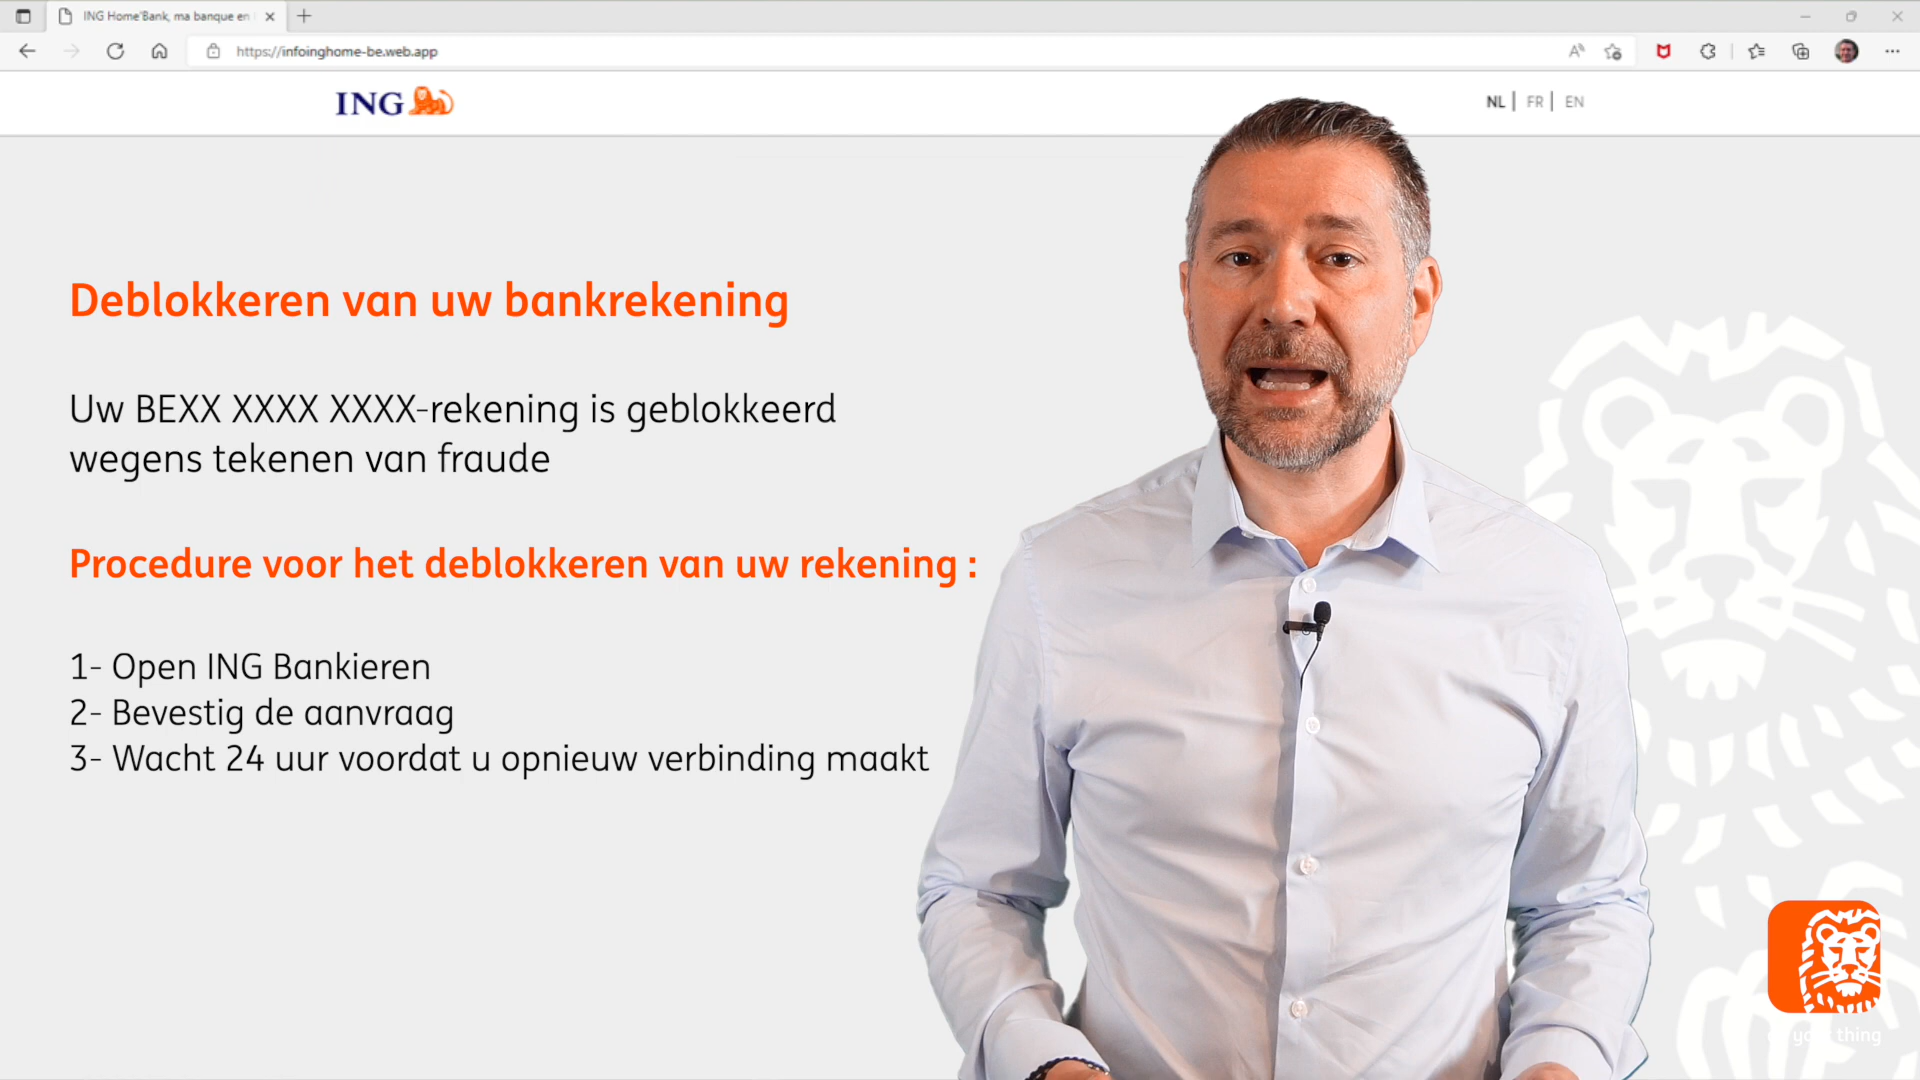 ING Home'Bank, ma banque en
https://infoinghome-be.web.app
ING
NL | FR | EN
Deblokkeren van uw bankrekening
Uw BEXX XXXX XXXX-rekening is geblokkeerd
wegens tekenen van fraude
Procedure voor het deblokkeren van uw rekening :
1- Open ING Bankieren
2- Bevestig de aanvraag
3- Wacht 24 uur voordat u opnieuw verbinding maakt
thing